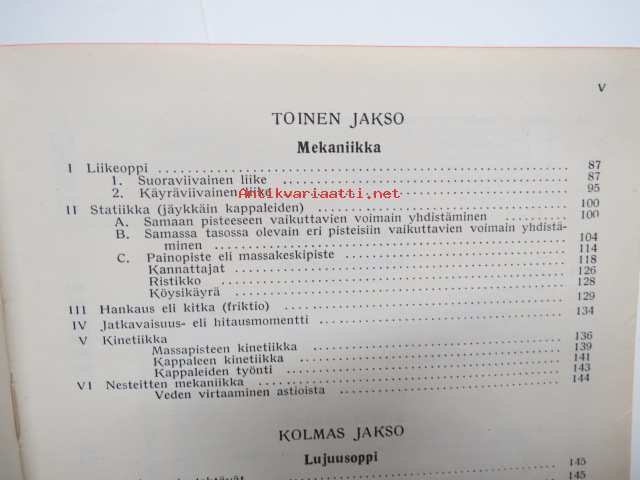 V
TOINEN JAKSO
Mekaniikka
I Liikeoppi 87
1. Suoraviivainen liike 87
2. Käyräviivainen liike 95
Antikvariaatti.net
II Statiikka (jäykkäin kappaleiden) 100
A. Samaan pisteeseen vaikuttavien voimain yhdistäminen 100
B. Samassa tasossa olevain eri pisteisiin vaikuttavien voimain yhdistä-
minen 104
C. Painopiste eli massakeskipiste 114
Kannattajat 118
Ristikko 126
Köysikäyrä 128
III Hankaus eli kitka (friktio) 129
IV Jatkavaisuus- eli hitausmomentti 134
V Kinetiikka 136
Massapisteen kinetiikka 139
Kappaleen kinetiikka 141
Kappaleiden työnti 143
VI Nesteitten mekaniikka 144
Veden virtaaminen astioista
KOLMAS JAKSO
Lujuusoppi
145
145